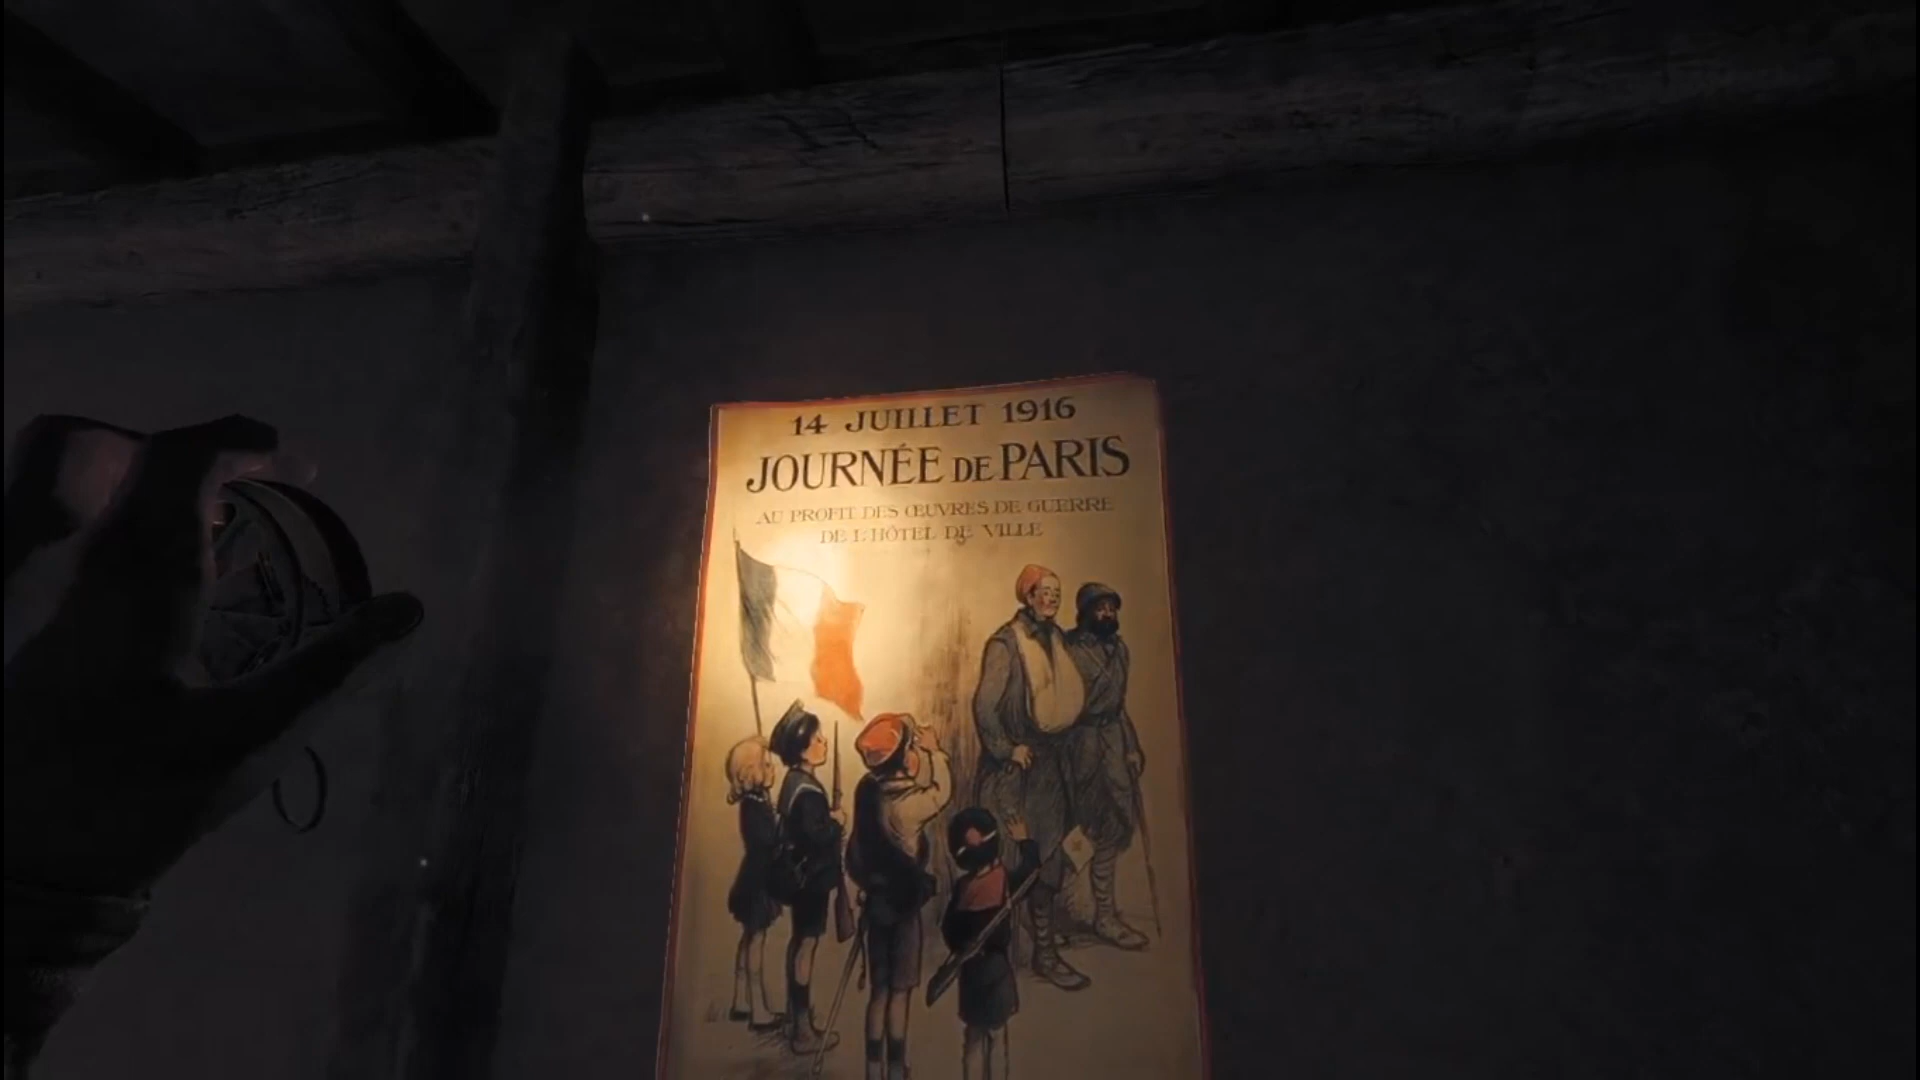 14 JUILLET 1916
JOURNÉE DE PARIS
AU PROFIT DES ŒUVRES DE GUERRE
DE L'HÔTEL DE VILLE